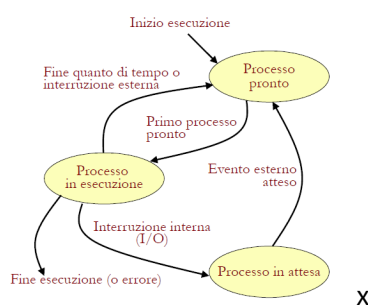 Inizio esecuzione
Fine quanto di tempo o
interruzione esterna
Processo
pronto
Primo processo
pronto
Processo
in esecuzione
Evento esterno
atteso
Interruzione interna
(I/O)
Fine esecuzione (o errore)
Processo in attesa
x